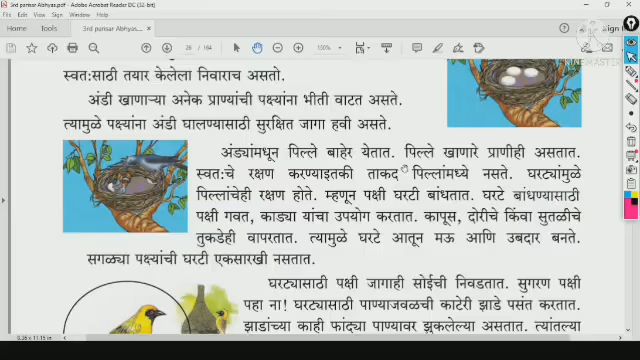 3rd parisar Abhyas.pdf - Adobe Acrobat Reader DC (32-bit)
File Edit View Sign Window Help
Home Tools 3rd parisar Abhyas... × Sign In
26 / 164 150%
KINEMASTER
स्वतःसाठी तयार केलेला निवाराच असतो.
अंडी खाणाऱ्या अनेक प्राण्यांची पक्ष्यांना भीती वाटत असते.
त्यामुळे पक्ष्यांना अंडी घालण्यासाठी सुरक्षित जागा हवी असते.
अंड्यांमधून पिल्ले बाहेर येतात. पिल्ले खाणारे प्राणीही असतात.
स्वतःचे रक्षण करण्याइतकी ताकद पिल्लांमध्ये नसते. घरट्यांमुळे
पिल्लांचेही रक्षण होते. म्हणून पक्षी घरटी बांधतात. घरटे बांधण्यासाठी
पक्षी गवत, काड्या यांचा उपयोग करतात. कापूस, दोरीचे किंवा सुतळीचे
तुकडेही वापरतात. त्यामुळे घरटे आतून मऊ आणि उबदार बनते.
सगळ्या पक्ष्यांची घरटी एकसारखी नसतात.
घरट्यासाठी पक्षी जागाही सोईची निवडतात. सुगरण पक्षी
पहा ना! घरट्यासाठी पाण्याजवळची काटेरी झाडे पसंत करतात.
झाडांच्या काही फांद्या पाण्यावर झुकलेल्या असतात. त्यांतल्या
8.36 x 11.15 in